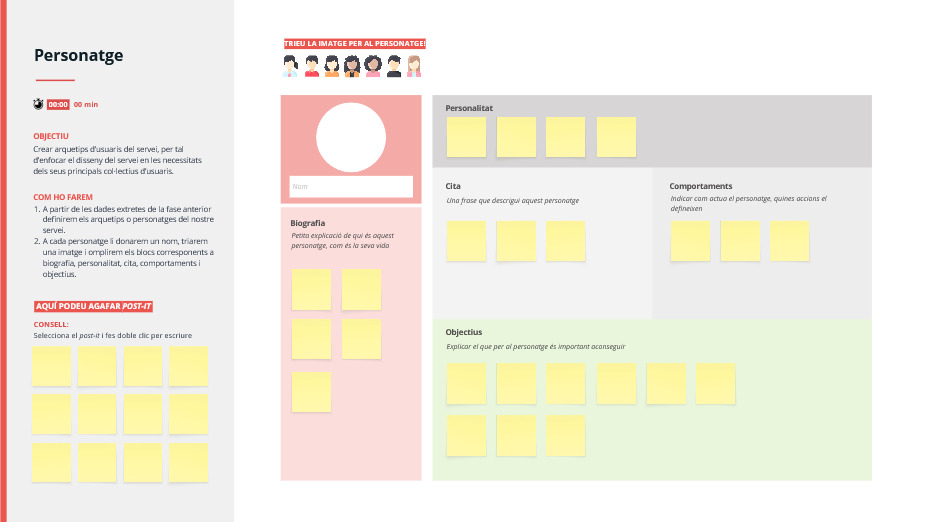 Personatge
00:00 00 min
OBJECTIU
Crear arquetips d'usuaris del servei, per tal
d'enfocar el disseny del servei en les necessitats
dels seus principals col·lectius d'usuaris.
COM HO FAREM
1. A partir de les dades extretes de la fase anterior
definirem els arquetips o personatges del nostre
servei.
2. A cada personatge li donarem un nom, triarem
una imatge i omplirem els blocs corresponents a
biografia, personalitat, cita, comportaments i
objectius.
AQUÍ PODEU AGAFAR POST-IT
CONSELL:
Selecciona el post-it i fes doble clic per escriure
TRIEU LA IMATGE PER AL PERSONATGE!
Nom
Biografia
Petita explicació de qui és aquest
personatge, com és la seva vida
Personalitat
Cita
Una frase que descrigui aquest personatge
Comportaments
Indicar com actua el personatge, quines accions el
defineixen
Objectius
Explicar el que per al personatge és important aconseguir